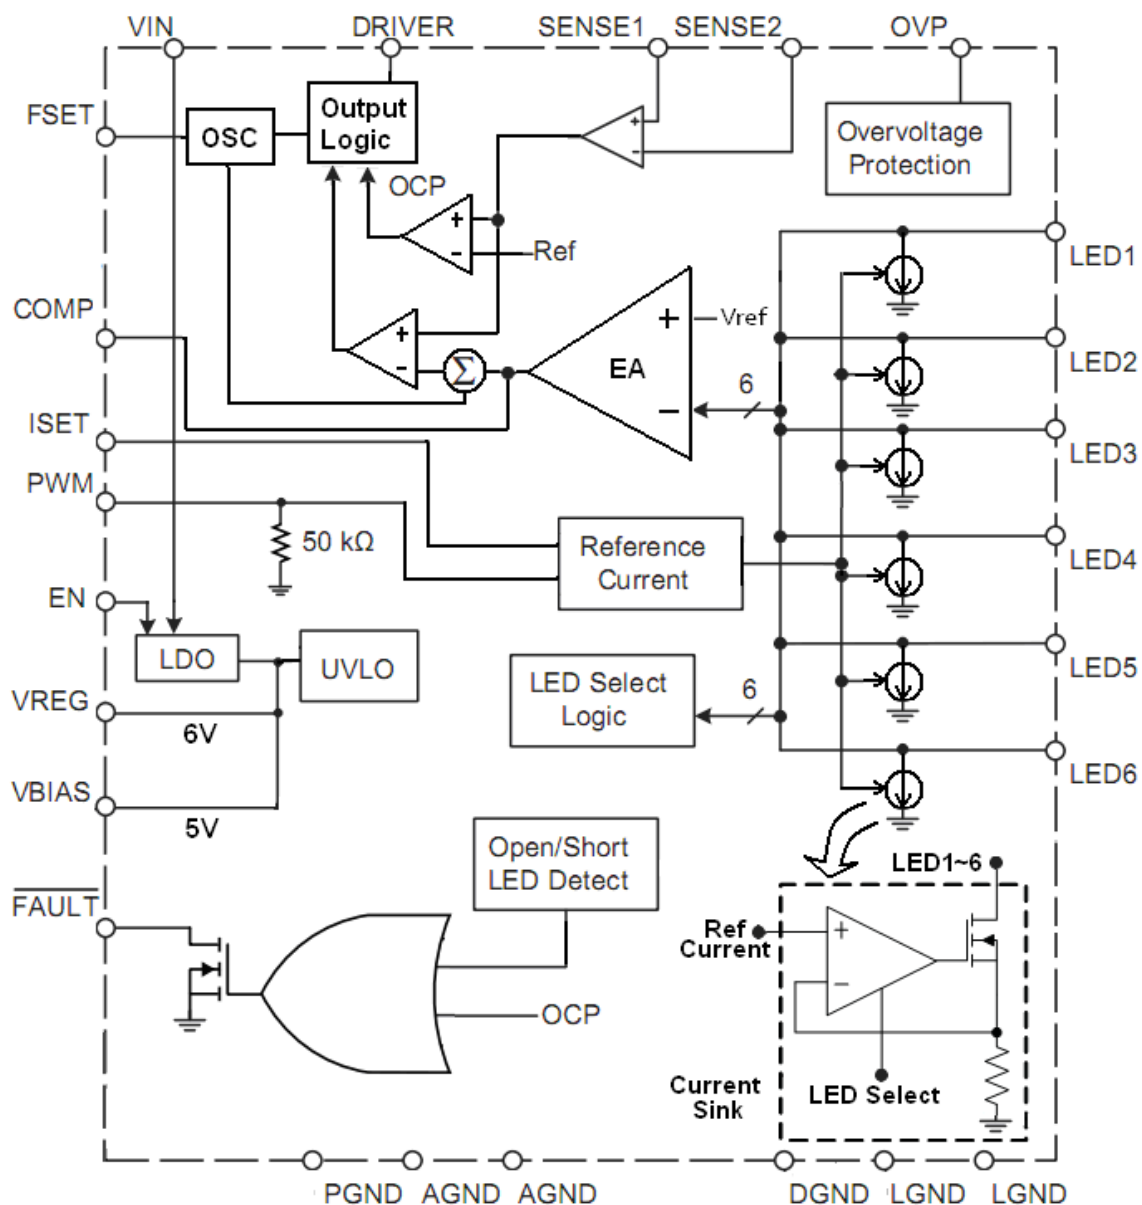 VIN DRIVER SENSE1 SENSE2 OVP
FSET
OSC
Output
Logic
+
-
Overvoltage
Protection
OCP
+
-
Ref
LED1
COMP
+
-
Σ
+
EA
-
Vref
6
LED2
ISET
LED3
PWM
50 kΩ
Reference
Current
LED4
EN
LDO
UVLO
LED Select
Logic
6
LED5
VREG
6V
LED6
VBIAS
5V
Open/Short
LED Detect
LED1~6
FAULT
Ref
Current
+
-
OCP
LED Select
Current
Sink
PGND AGND AGND DGND LGND LGND